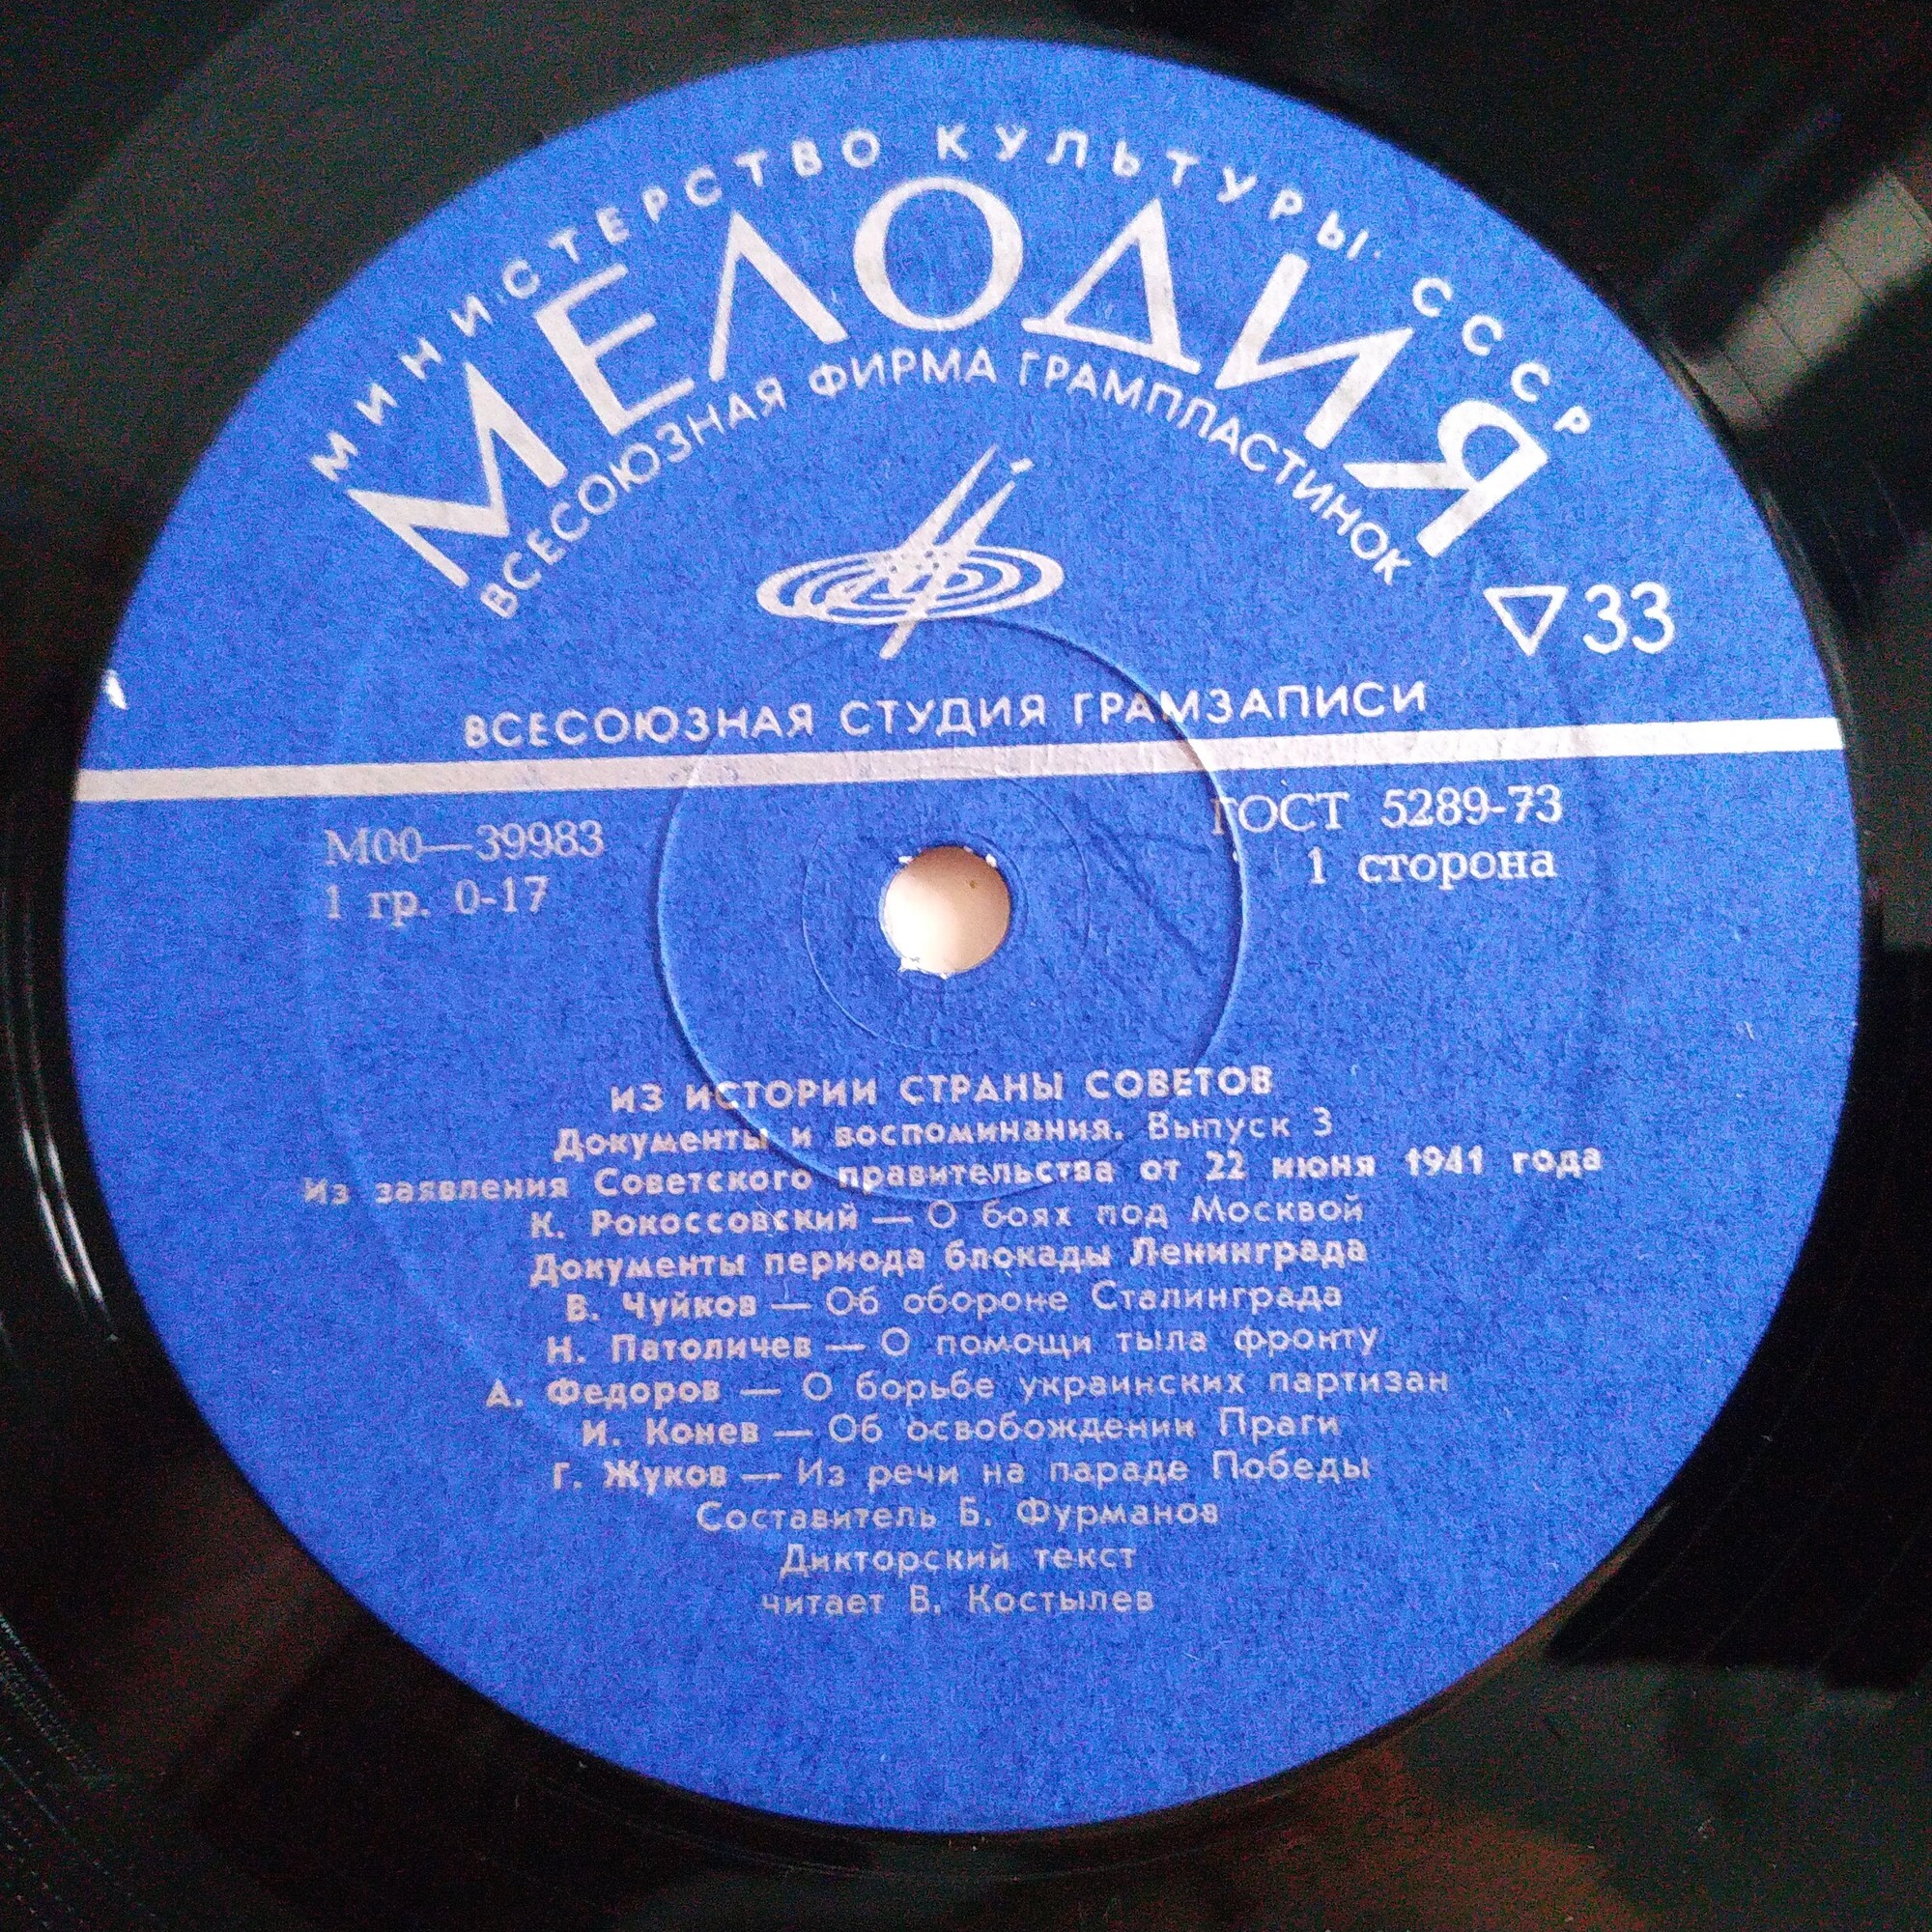 МИНИСТЕРСТВО КУЛЬТУРЫ СССР
МЕЛОДИЯ
ВСЕСОЮЗНАЯ ФИРМА ГРАМПЛАСТИНОК
▽33
ВСЕСОЮЗНАЯ СТУДИЯ ГРАМЗАПИСИ
М00—39983 ГОСТ 5289-73
1 гр. 0-17 1 сторона
ИЗ ИСТОРИИ СТРАНЫ СОВЕТОВ
Документы и воспоминания. Выпуск 3
Из заявления Советского правительства от 22 июня 1941 года
К. Рокоссовский — О боях под Москвой
Документы периода блокады Ленинграда
В. Чуйков — Об обороне Сталинграда
Н. Патоличев — О помощи тыла фронту
А. Федоров — О борьбе украинских партизан
И. Конев — Об освобождении Праги
Г. Жуков — Из речи на параде Победы
Составитель Б. Фурманов
Дикторский текст
читает В. Костылев